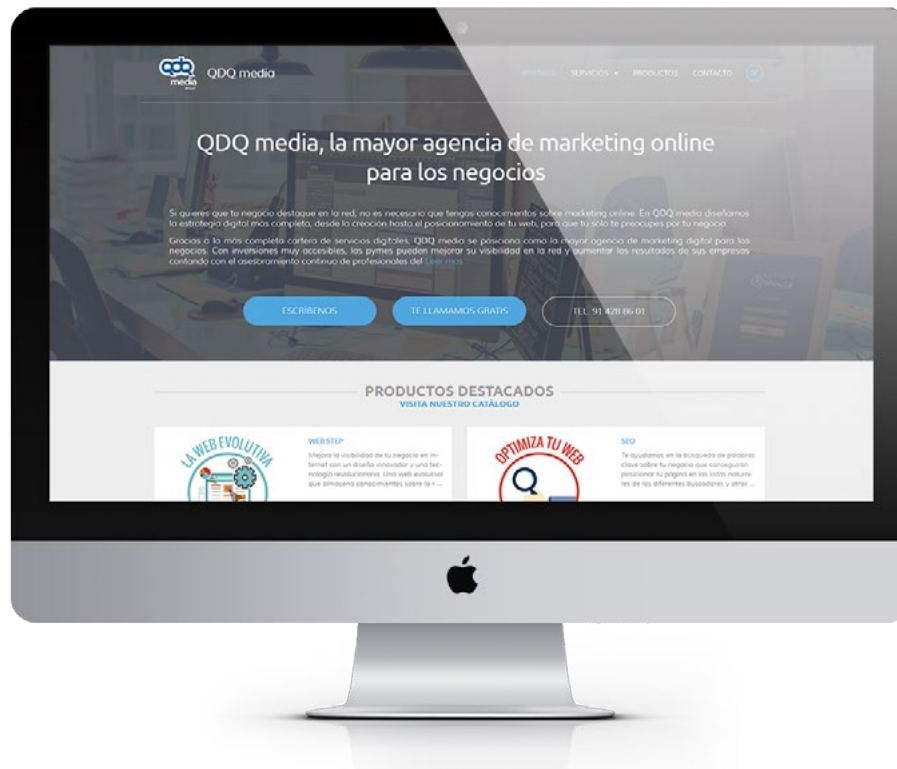 qdq
media
QDQ media
SERVICIOS
PRODUCTOS
CONTACTO
QDQ media, la mayor agencia de marketing online
para los negocios
Si quieres que tu negocio destaque en la red, no es necesario que tengas conocimientos sobre marketing online. En QDQ media diseñamos
la estrategia digital más completa, desde la creación hasta el posicionamiento de tu web, para que tú sólo te preocupes por tu negocio.
Gracias a la más completa cartera de servicios digitales, QDQ media se posiciona como la mayor agencia de marketing digital para los
negocios. Con inversiones muy accesibles, las pymes pueden mejorar su visibilidad en la red y aumentar los resultados de sus empresas
contando con el asesoramiento continuo de profesionales del Leer más
ESCRÍBENOS
TE LLAMAMOS GRATIS
TEL. 91 428 86 01
PRODUCTOS DESTACADOS
VISITA NUESTRO CATÁLOGO
LA WEB EVOLUTIVA
WEB STEP
Mejora la visibilidad de tu negocio en in-
ternet con un diseño innovador y una tec-
nología revolucionaria. Una web evolutiva
que almacena conocimientos sobre la r ...
OPTIMIZA TU WEB
SEO
Te ayudamos en la búsqueda de palabras
clave sobre tu negocio que conseguirán
posicionar tu página en las listas natura-
les de los diferentes buscadores y otras ...